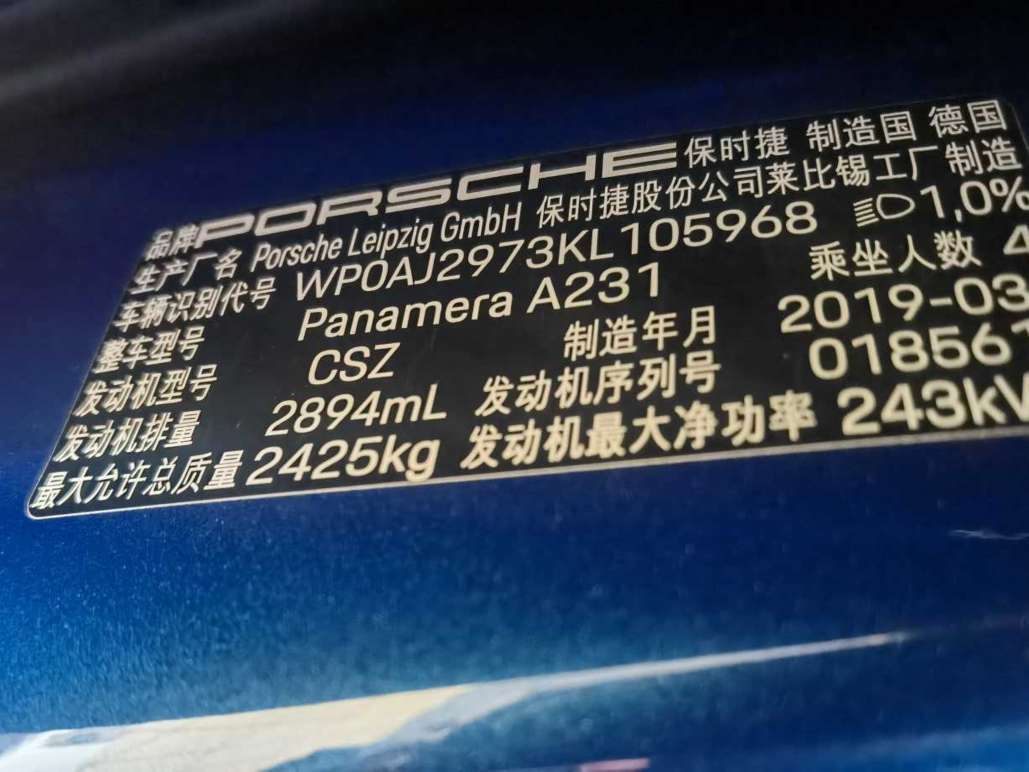 品牌 PORSCHE 保时捷 制造国 德国
生产厂名 Porsche Leipzig GmbH 保时捷股份公司莱比锡工厂制造
车辆识别代号 WP0AJ2973KL105968 1,0%
整车型号 Panamera A231 乘坐人数 4
发动机型号 CSZ 制造年月 2019-03
发动机排量 2894mL 发动机序列号 01856
最大允许总质量 2425kg 发动机最大净功率 243kW